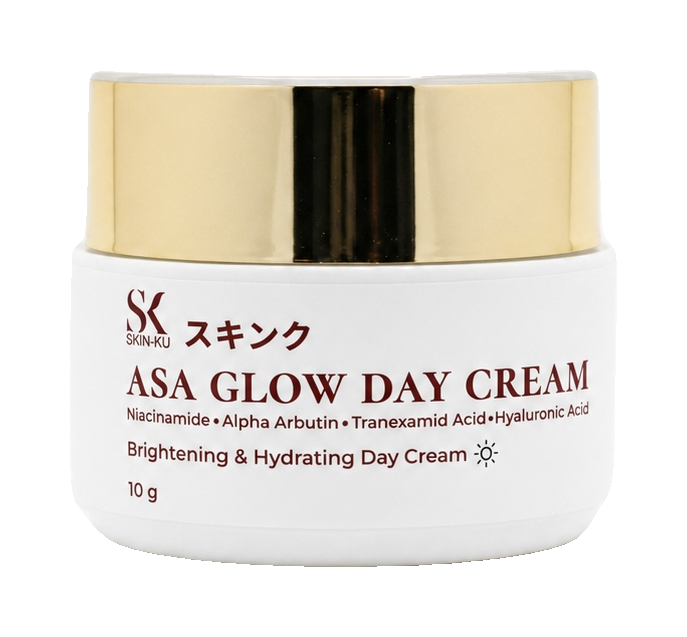 SK
SKIN-KU スキンク
ASA GLOW DAY CREAM
Niacinamide • Alpha Arbutin • Tranexamid Acid • Hyaluronic Acid
Brightening & Hydrating Day Cream
10 g